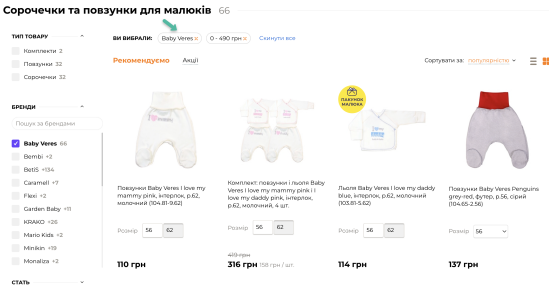 Сорочечки та повзунки для малюків 66
ТИП ТОВАРУ
Комплекти 2
Повзунки 32
Сорочечки 32
БРЕНДИ
Пошук за брендами
Baby Veres 66
Bembi +2
BetiS +134
Caramell +7
Flexi +2
Garden Baby +11
KRAKO +26
Mario Kids +2
Minikin +19
Monaliza +2
СТАТЬ
ВИ ВИБРАЛИ: Baby Veres × 0 - 490 грн × Скинути все
Рекомендуємо Акції
Сортувати за: популярністю
ПАКУНОК
МАЛЮКА
Повзунки Baby Veres I love my
mammy pink, інтерлок, р.62,
молочний (104.81-9.62)
Розмір 56 62
110 грн
Комплект: повзунки і льоля Baby
Veres I love my mammy pink і I
love my daddy pink, інтерлок,
р.62, молочний, 4 шт.
Розмір 56 62
419 грн
316 грн 158 грн / шт.
Льоля Baby Veres I love my daddy
blue, інтерлок, р.62, молочний
(103.81-5.62)
Розмір 56 62
114 грн
Повзунки Baby Veres Penguins
grey-red, футер, р.56, сірий
(104.65-2.56)
Розмір 56
137 грн